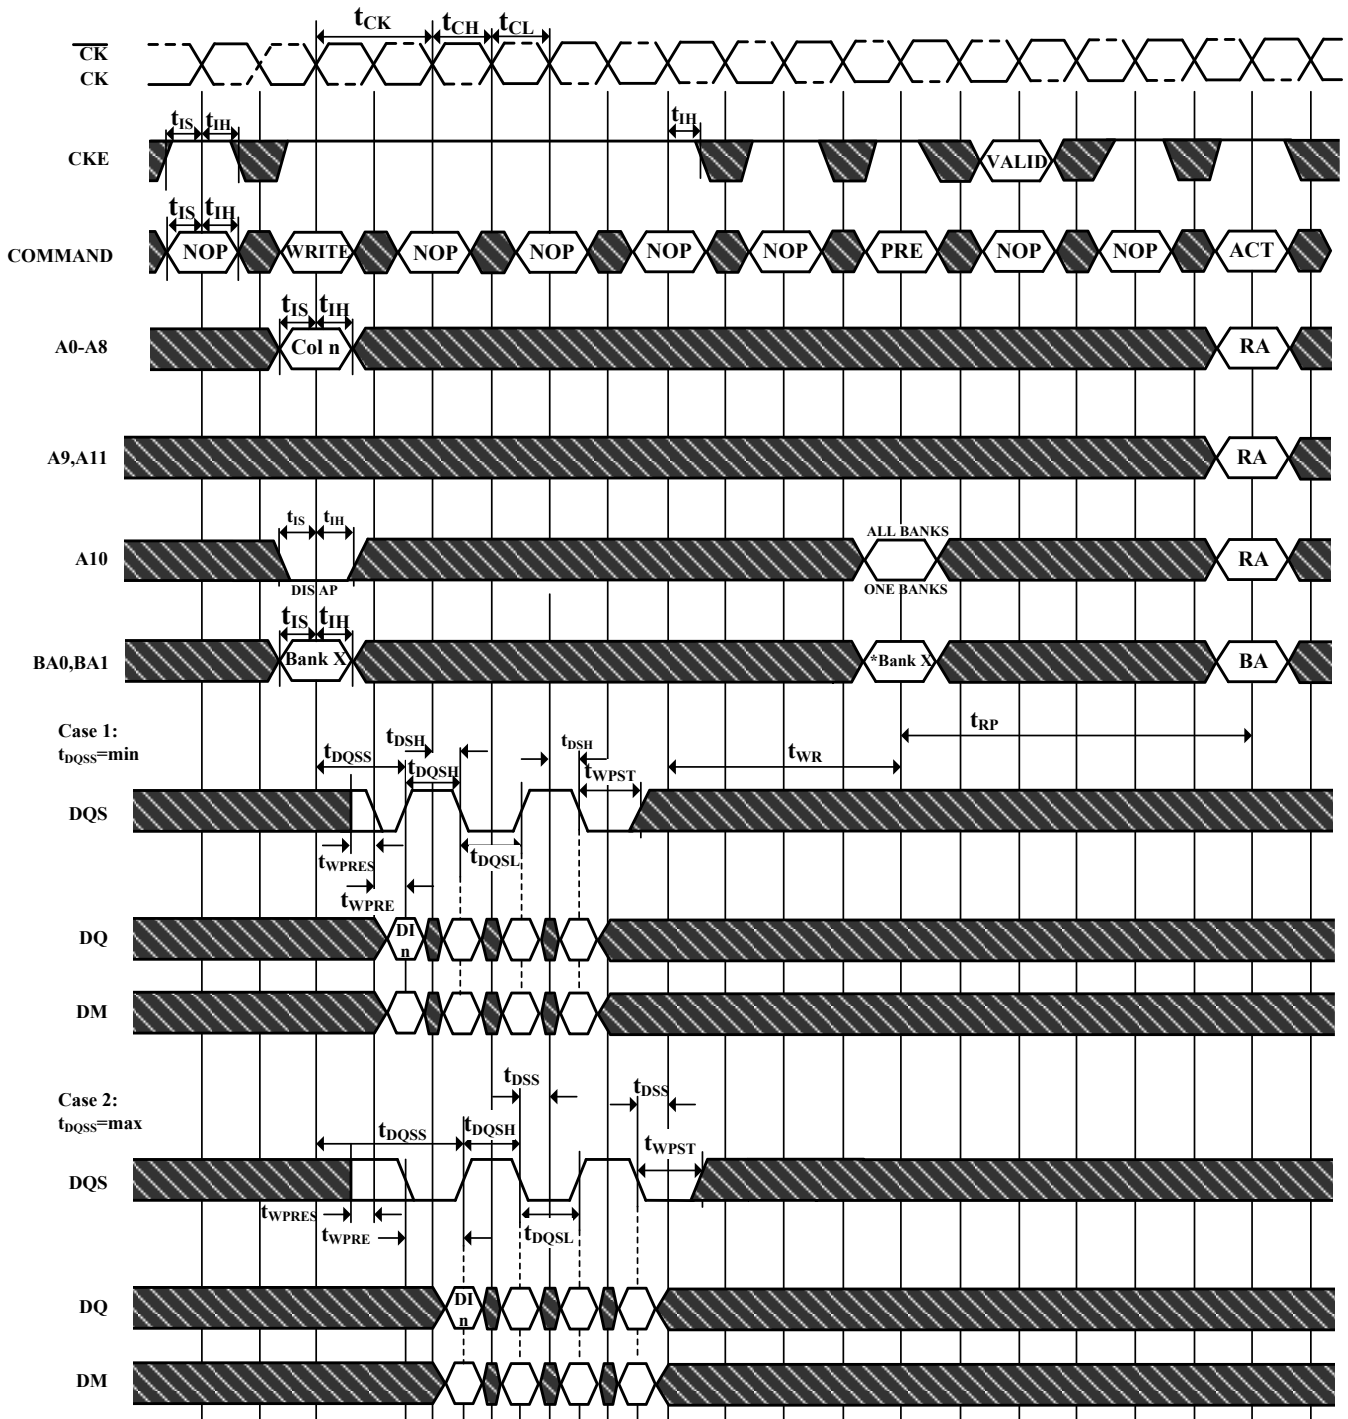 tCK tCH tCL
CK
CK
tIS tIH tIH
CKE VALID
tIS tIH
COMMAND NOP WRITE NOP NOP NOP NOP PRE NOP NOP ACT
tIS tIH
A0-A8 Col n RA
A9,A11 RA
tIS tIH ALL BANKS
A10 RA
DIS AP ONE BANKS
tIS tIH
BA0,BA1 Bank X *Bank X BA
Case 1:
tDQSS=min
tDSH tDSH tRP
tDQSS tWR
tDQSH tWPST
DQS
tWPRES tDQSL
tWPRE
DQ DI
n
DM
Case 2:
tDQSS=max
tDSS tDSS
tDQSS tDQSH tWPST
DQS
tWPRES
tWPRE tDQSL
DQ DI
n
DM